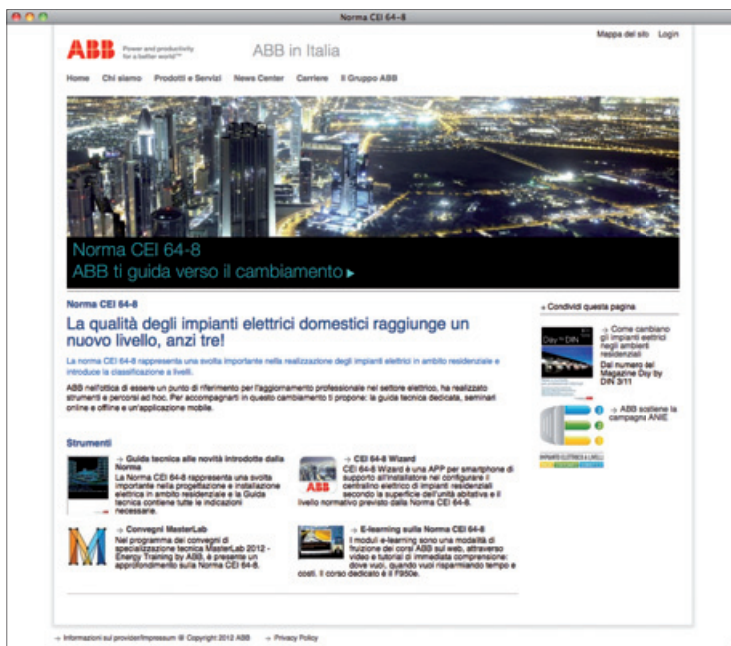 Norma CEI 64-8
Mappa del sito Login
ABB Power and productivity
for a better world™
ABB in Italia
Home Chi siamo Prodotti e Servizi News Center Carriere Il Gruppo ABB
Norma CEI 64-8
ABB ti guida verso il cambiamento
Norma CEI 64-8
La qualità degli impianti elettrici domestici raggiunge un
nuovo livello, anzi tre!
La norma CEI 64-8 rappresenta una svolta importante nella realizzazione degli impianti elettrici in ambito residenziale e
introduce la classificazione a livelli.
ABB nell'ottica di essere un punto di riferimento per l'aggiornamento professionale nel settore elettrico, ha realizzato
strumenti e percorsi ad hoc. Per accompagnarti in questo cambiamento ti propone: la guida tecnica dedicata, seminari
online e offline e un'applicazione mobile.
Strumenti
→ Guida tecnica alle novità introdotte dalla
Norma
La Norma CEI 64-8 rappresenta una svolta
importante nella progettazione e installazione
elettrica in ambito residenziale e la Guida
tecnica contiene tutte le indicazioni
necessarie.
ABB
→ CEI 64-8 Wizard
CEI 64-8 Wizard è una APP per smartphone di
supporto all'installatore nel configurare il
centralino elettrico di impianti residenziali
secondo la superficie dell'unità abitativa e il
livello normativo previsto dalla Norma CEI 64-8.
M
→ Convegni MasterLab
Nel programma dei convegni di
specializzazione tecnica MasterLab 2012 -
Energy Training by ABB, è presente un
approfondimento sulla Norma CEI 64-8.
→ E-learning sulla Norma CEI 64-8
I moduli e-learning sono una modalità di
fruizione dei corsi ABB sul web, attraverso
video e tutorial di immediata comprensione:
dove vuoi, quando vuoi risparmiando tempo e
costi. Il corso dedicato è il F950e.
→ Condividi questa pagina
Day by DIN
→ Come cambiano
gli impianti elettrici
negli ambienti
residenziali
Dal numero del
Magazine Day by
DIN 3/11
→ ABB sostiene la
campagna ANIE
IMPIANTI ELETTRICI A LIVELLI
→ Informazioni sul provider/Impressum @ Copyright 2012 ABB → Privacy Policy